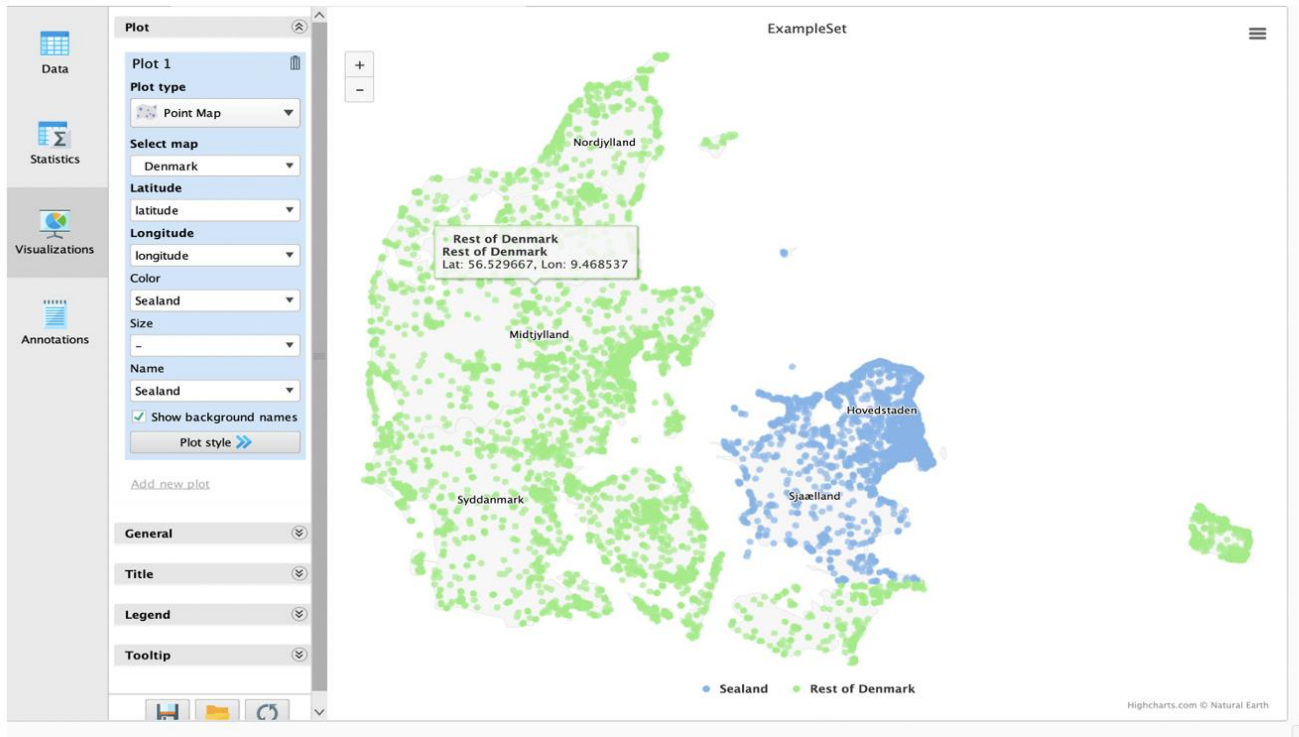 Data
Statistics
Visualizations
Annotations
Plot
Plot 1
Plot type
Point Map
Select map
Denmark
Latitude
latitude
Longitude
longitude
Color
Sealand
Size
–
Name
Sealand
Show background names
Plot style
Add new plot
General
Title
Legend
Tooltip
ExampleSet
+
–
Nordjylland
Rest of Denmark
Rest of Denmark
Lat: 56.529667, Lon: 9.468537
Midtjylland
Hovedstaden
Syddanmark
Sjaælland
Sealand
Rest of Denmark
Highcharts.com © Natural Earth